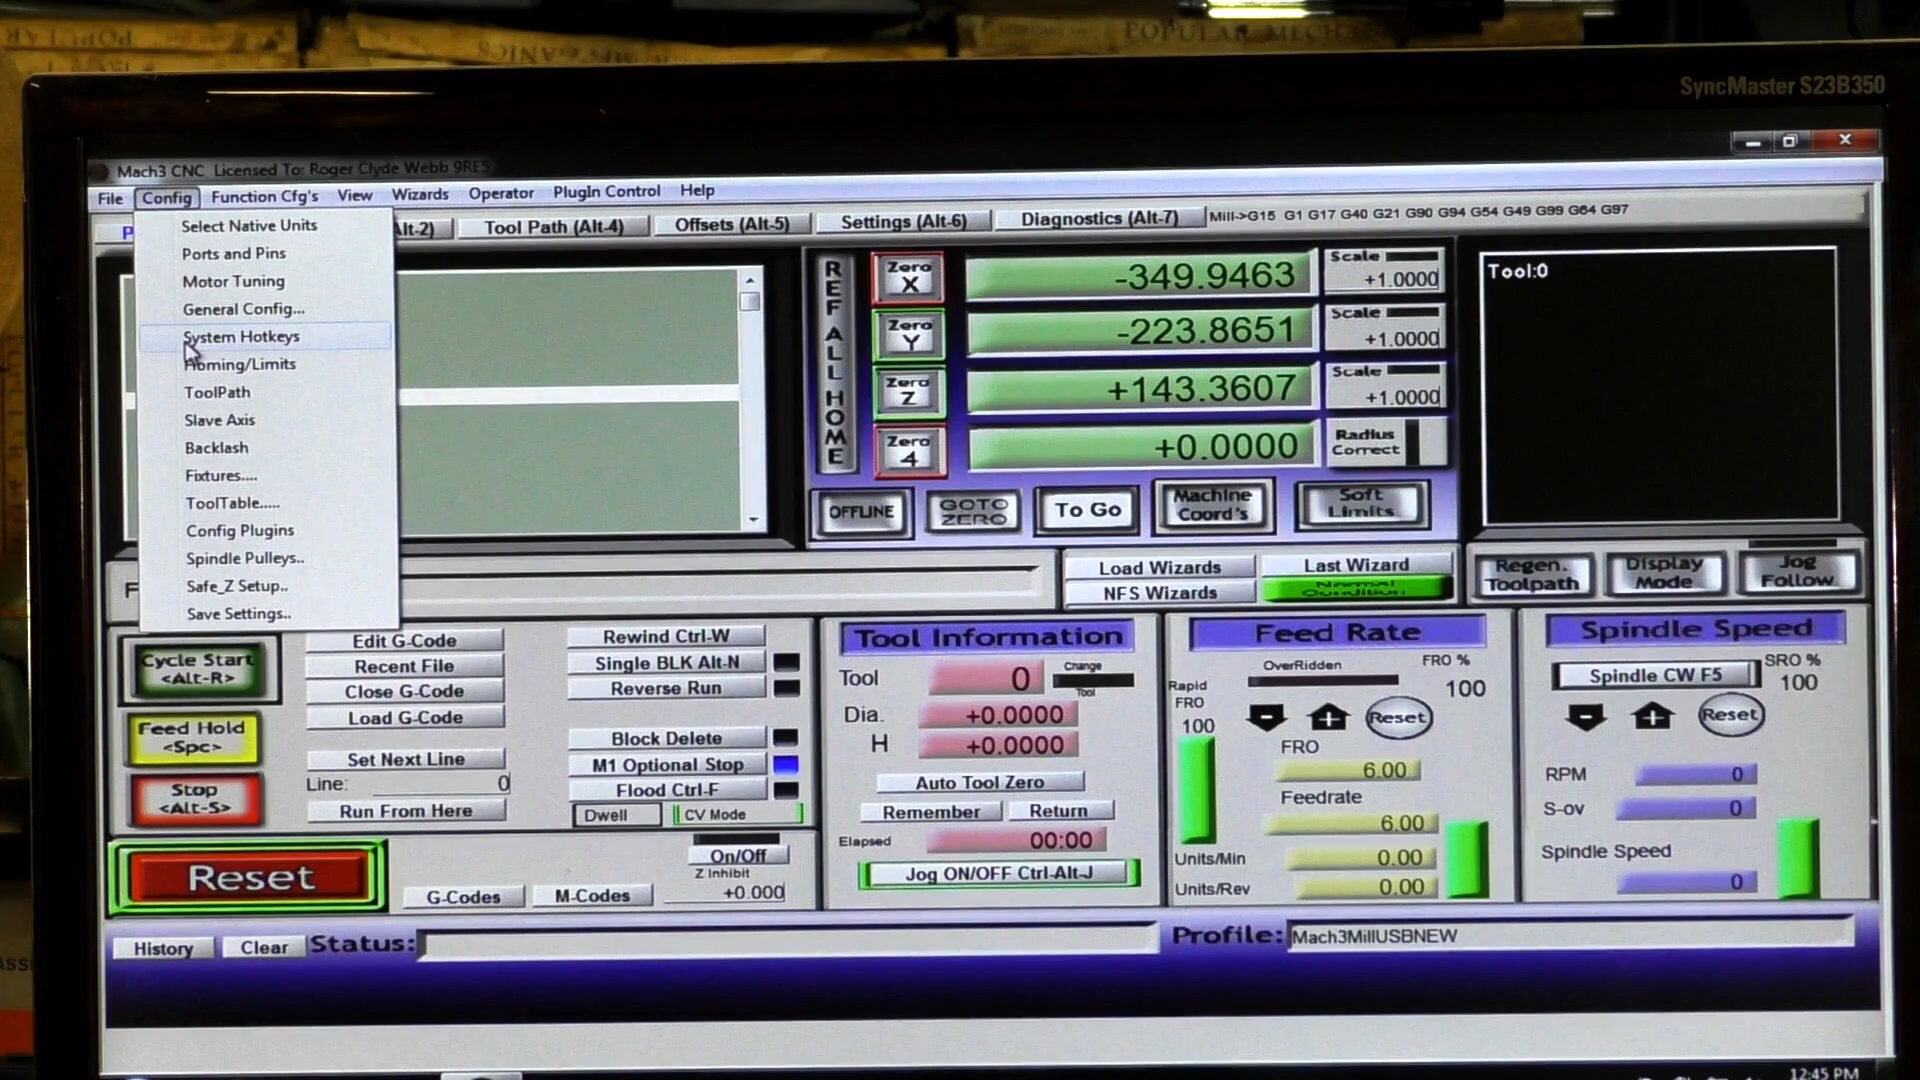 POPULAR MECHANICS
SyncMaster S23B350
Mach3 CNC Licensed To: Roger Clyde Webb 9RES
File Config Function Cfg's View Wizards Operator PlugIn Control Help
Alt-2) Tool Path (Alt-4) Offsets (Alt-5) Settings (Alt-6) Diagnostics (Alt-7) Mill->G15 G1 G17 G40 G21 G90 G94 G54 G49 G99 G64 G97
Select Native Units
Ports and Pins
Motor Tuning
General Config...
System Hotkeys
Homing/Limits
ToolPath
Slave Axis
Backlash
Fixtures....
ToolTable.....
Config Plugins
Spindle Pulleys..
Safe_Z Setup..
Save Settings..
REF ALL HOME
Zero X -349.9463 Scale +1.0000
Zero Y -223.8651 Scale +1.0000
Zero Z +143.3607 Scale +1.0000
Zero 4 +0.0000 Radius Correct
OFFLINE GOTO ZERO To Go Machine Coord's Soft Limits
Tool:0
Load Wizards Last Wizard
NFS Wizards Normal Condition
Regen. Toolpath Display Mode Jog Follow
Cycle Start <Alt-R>
Feed Hold <Spc>
Stop <Alt-S>
Reset
Edit G-Code
Recent File
Close G-Code
Load G-Code
Set Next Line
Line: 0
Run From Here
Rewind Ctrl-W
Single BLK Alt-N
Reverse Run
Block Delete
M1 Optional Stop
Flood Ctrl-F
Dwell CV Mode
On/Off
Z Inhibit
+0.000
G-Codes M-Codes
Tool Information
Tool 0 Change Tool
Dia. +0.0000
H +0.0000
Auto Tool Zero
Remember Return
Elapsed 00:00
Jog ON/OFF Ctrl-Alt-J
Feed Rate
OverRidden FRO %
100
Rapid FRO
100
Reset
FRO
6.00
Feedrate
6.00
Units/Min 0.00
Units/Rev 0.00
Spindle Speed
Spindle CW F5 SRO %
100
Reset
RPM 0
S-ov 0
Spindle Speed
0
History Clear Status: Profile: Mach3MillUSBNEW
12:45 PM